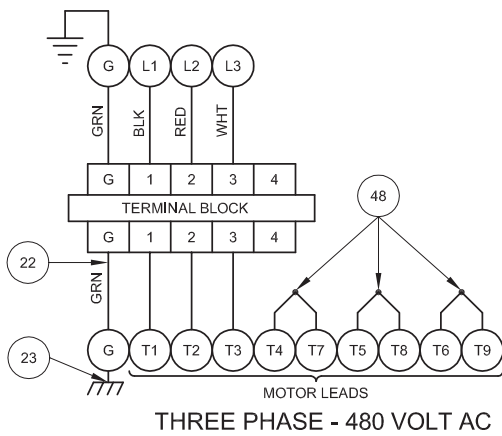 G L1 L2 L3
GRN BLK RED WHT
G 1 2 3 4
TERMINAL BLOCK
G 1 2 3 4
48
22
GRN
23
G T1 T2 T3 T4 T7 T5 T8 T6 T9
MOTOR LEADS
THREE PHASE - 480 VOLT AC